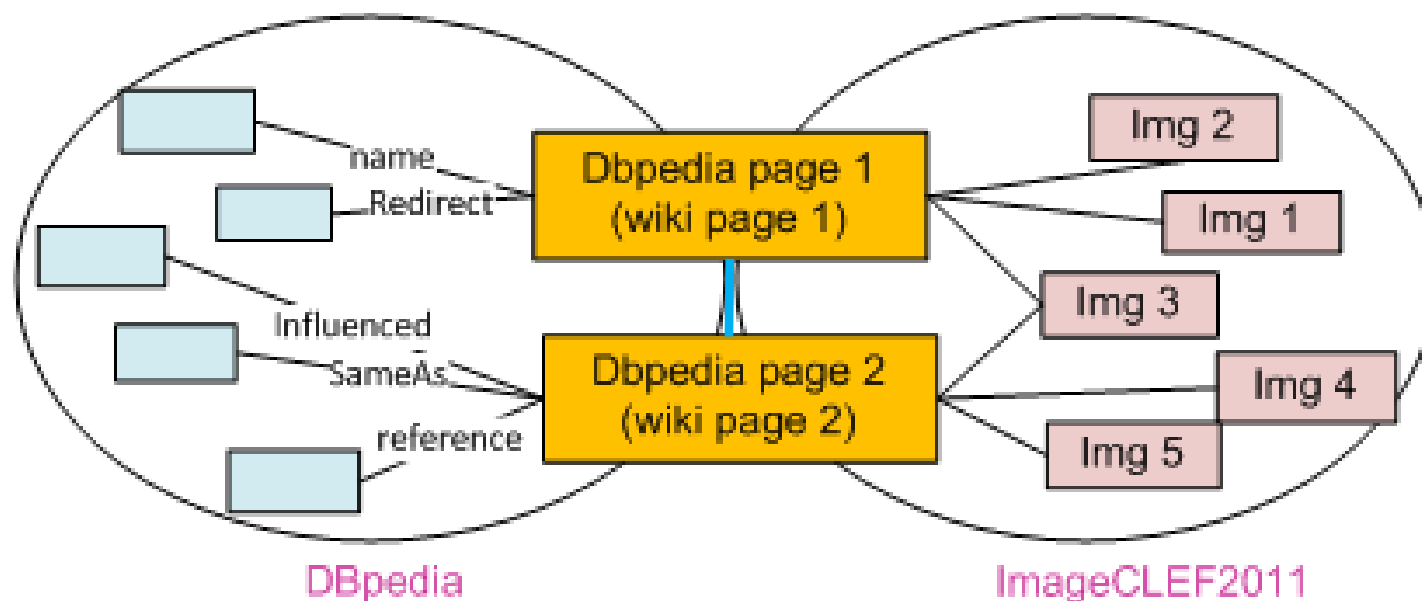 name
Redirect
Influenced
SameAs
reference
Dbpedia page 1
(wiki page 1)
Dbpedia page 2
(wiki page 2)
Img 2
Img 1
Img 3
Img 4
Img 5
DBpedia
ImageCLEF2011